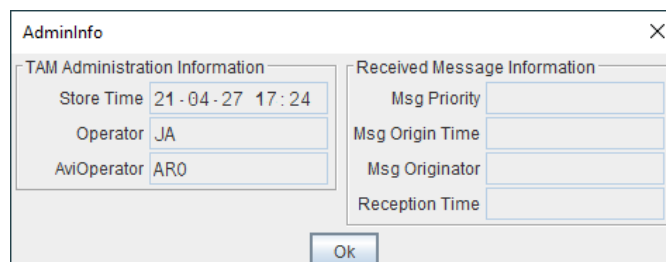 AdminInfo
TAM Administration Information
Store Time 21-04-27 17:24
Operator JA
AviOperator ARO
Received Message Information
Msg Priority
Msg Origin Time
Msg Originator
Reception Time
Ok